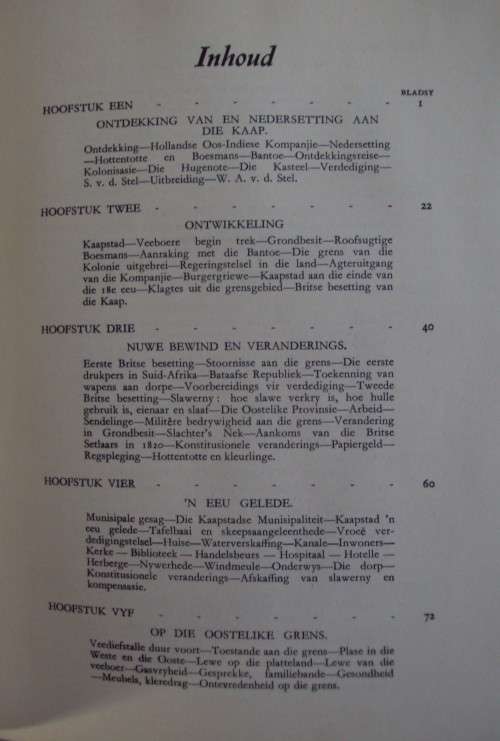 Inhoud
BLADSY
HOOFSTUK EEN - - - - - - - 1
ONTDEKKING VAN EN NEDERSETTING AAN
DIE KAAP.
Ontdekking—Hollandse Oos-Indiese Kompanjie—Nedersetting
—Hottentotte en Boesmans—Bantoe—Ontdekkingsreise—
Kolonisasie—Die Hugenote—Die Kasteel—Verdediging—
S. v. d. Stel—Uitbreiding—W. A. v. d. Stel.
HOOFSTUK TWEE - - - - - - - 22
ONTWIKKELING
Kaapstad—Veeboere begin trek—Grondbesit—Roofsugtige
Boesmans—Aanraking met die Bantoe—Die grens van die
Kolonie uitgebrei—Regeringstelsel in die land—Agteruitgang
van die Kompanjie—Burgergriewe—Kaapstad aan die einde van
die 18e eeu—Klagtes uit die grensgebied—Britse besetting van
die Kaap.
HOOFSTUK DRIE - - - - - - - 40
NUWE BEWIND EN VERANDERINGS.
Eerste Britse besetting—Stoornisse aan die grens—Die eerste
drukpers in Suid-Afrika—Bataafse Republiek—Toekenning van
wapens aan dorpe—Voorbereidings vir verdediging—Tweede
Britse besetting—Slawerny: hoe slawe verkry is, hoe hulle
gebruik is, eienaar en slaaf—Die Oostelike Provinsie—Arbeid—
Sendelinge—Militêre bedrywigheid aan die grens—Verandering
in Grondbesit—Slachter's Nek—Aankoms van die Britse
Setlaars in 1820—Konstitusionele veranderings—Papiergeld—
Regspleging—Hottentotte en kleurlinge.
HOOFSTUK VIER - - - - - - - 60
'N EEU GELEDE.
Munisipale gesag—Die Kaapstadse Munisipaliteit—Kaapstad 'n
eeu gelede—Tafelbaai en skeepsaangeleenthede—Vroeë ver-
dedigingstelsel—Huise—Waterverskaffing—Kanale—Inwoners—
Kerke — Biblioteek — Handelsbeurs — Hospitaal — Hotelle —
Herberge—Nywerhede—Windmeule—Onderwys—Die dorp—
Konstitusionele veranderings—Afskaffing van slawerny en
kompensasie.
HOOFSTUK VYF - - - - - - - 72
OP DIE OOSTELIKE GRENS.
Veediefstalle duur voort—Toestande aan die grens—Plase in die
Weste en die Ooste—Lewe op die platteland—Lewe van die
veeboer—Gasvryheid—Gesprekke, familiebande—Gesondheid
—Meubels, kleredrag—Ontevredenheid op die grens.